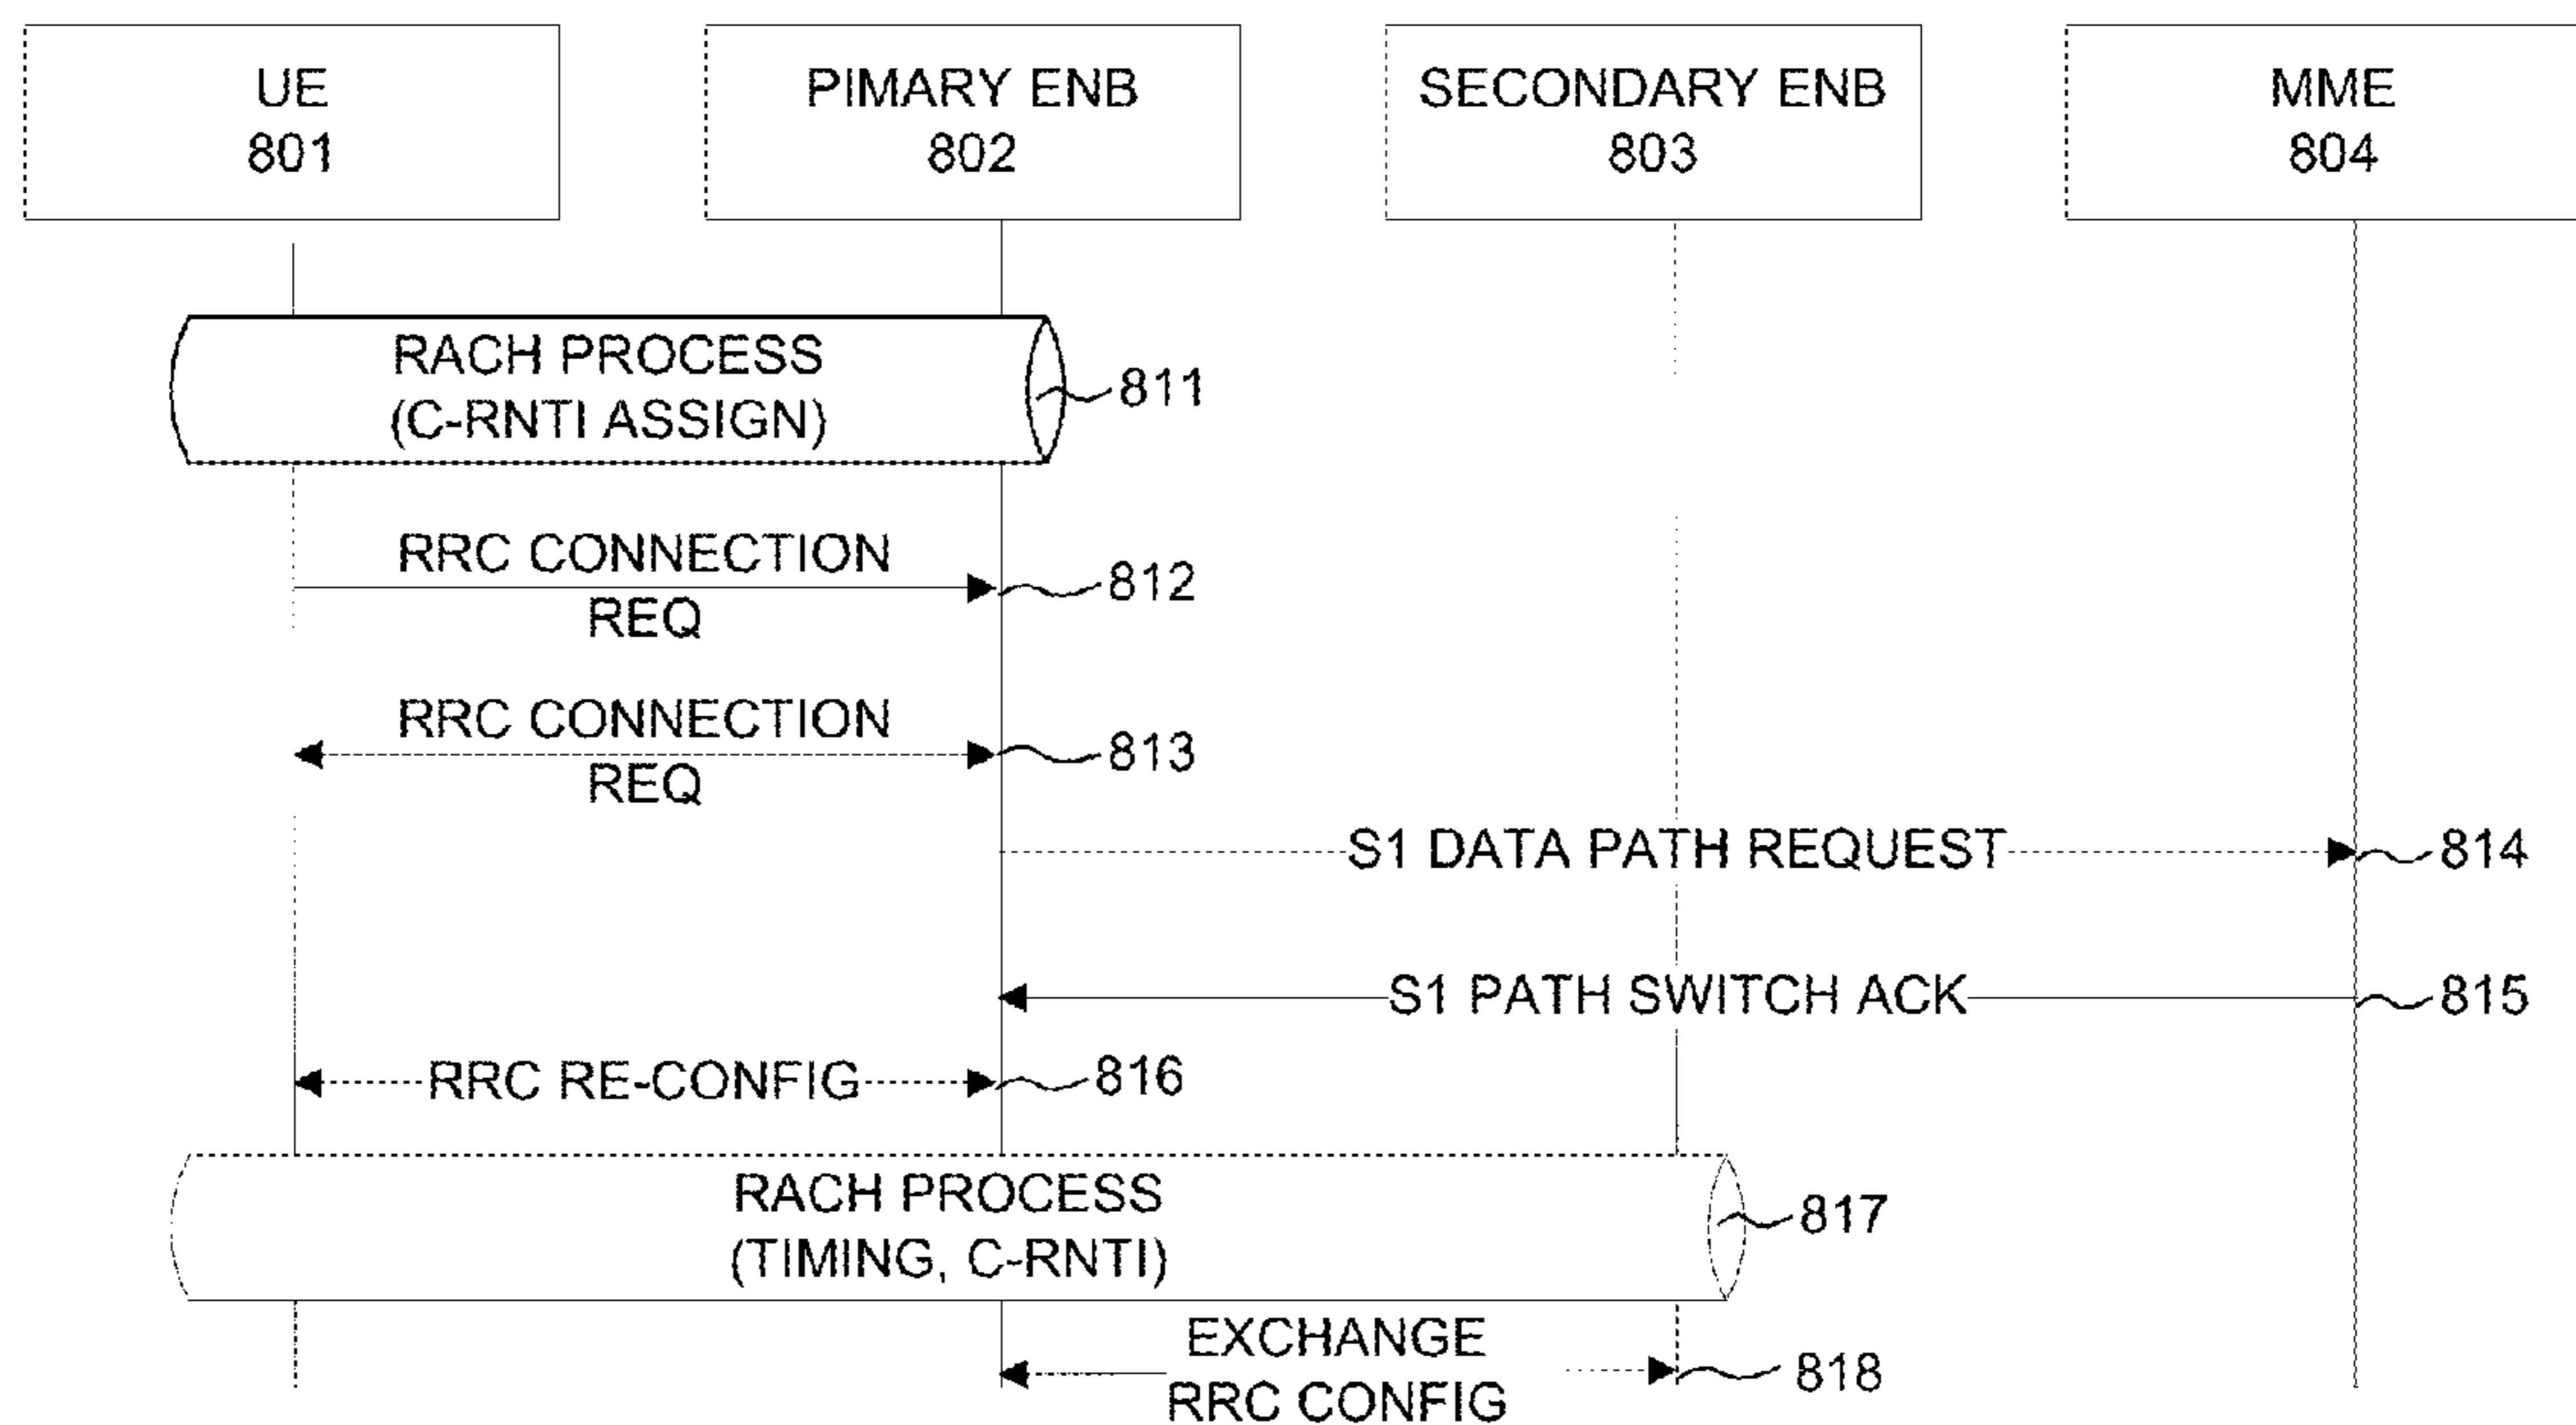 UE
801
PIMARY ENB
802
SECONDARY ENB
803
MME
804
RACH PROCESS
(C-RNTI ASSIGN)
811
RRC CONNECTION
REQ
812
RRC CONNECTION
REQ
813
S1 DATA PATH REQUEST
814
S1 PATH SWITCH ACK
815
RRC RE-CONFIG
816
RACH PROCESS
(TIMING, C-RNTI)
817
EXCHANGE
RRC CONFIG
818